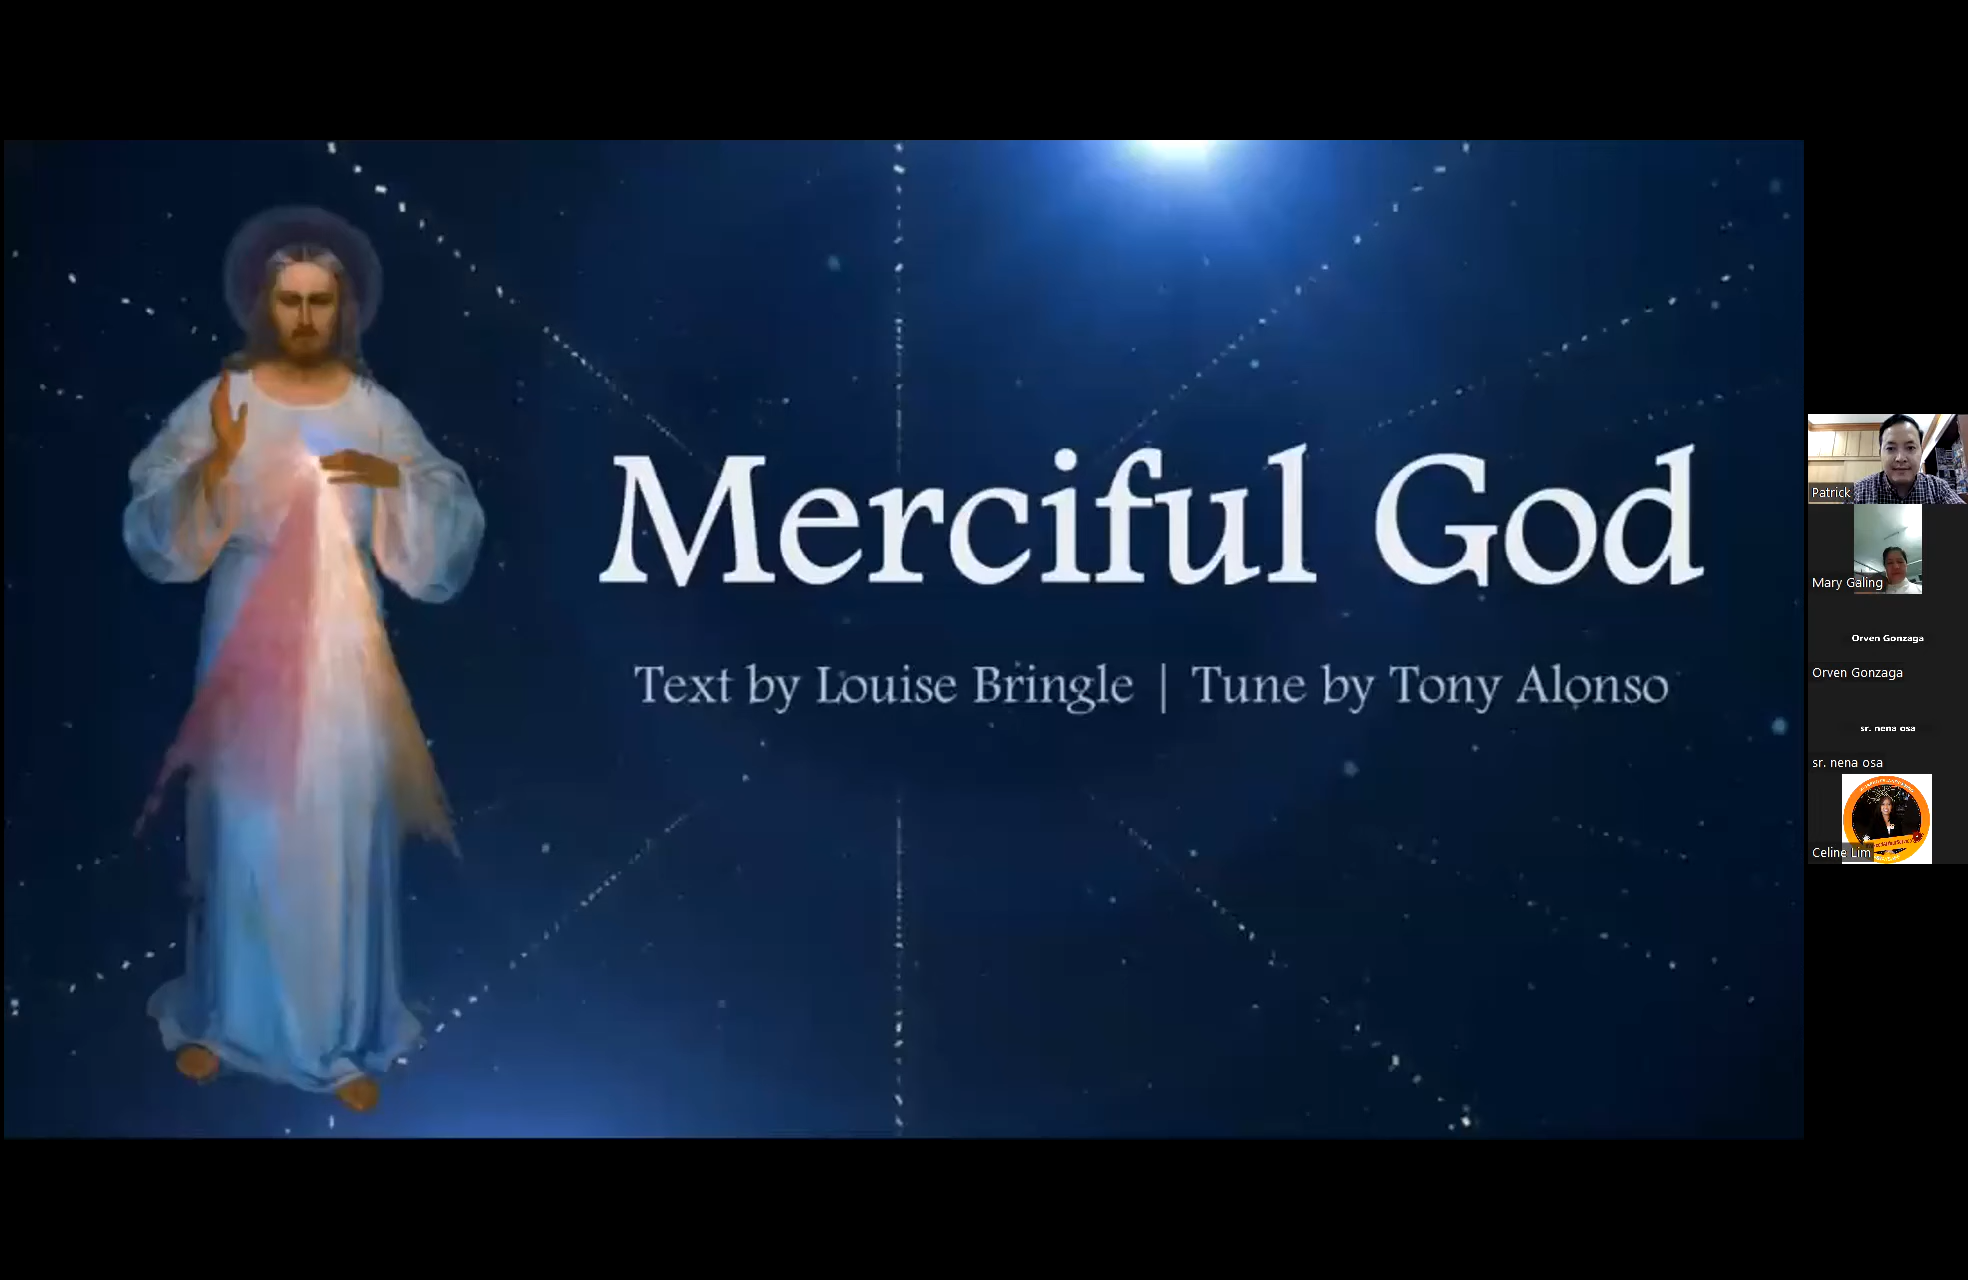 Merciful God
Text by Louise Bringle | Tune by Tony Alonso
Patrick
Mary Galing
Orven Gonzaga
Orven Gonzaga
sr. nena osa
sr. nena osa
Celine Lim